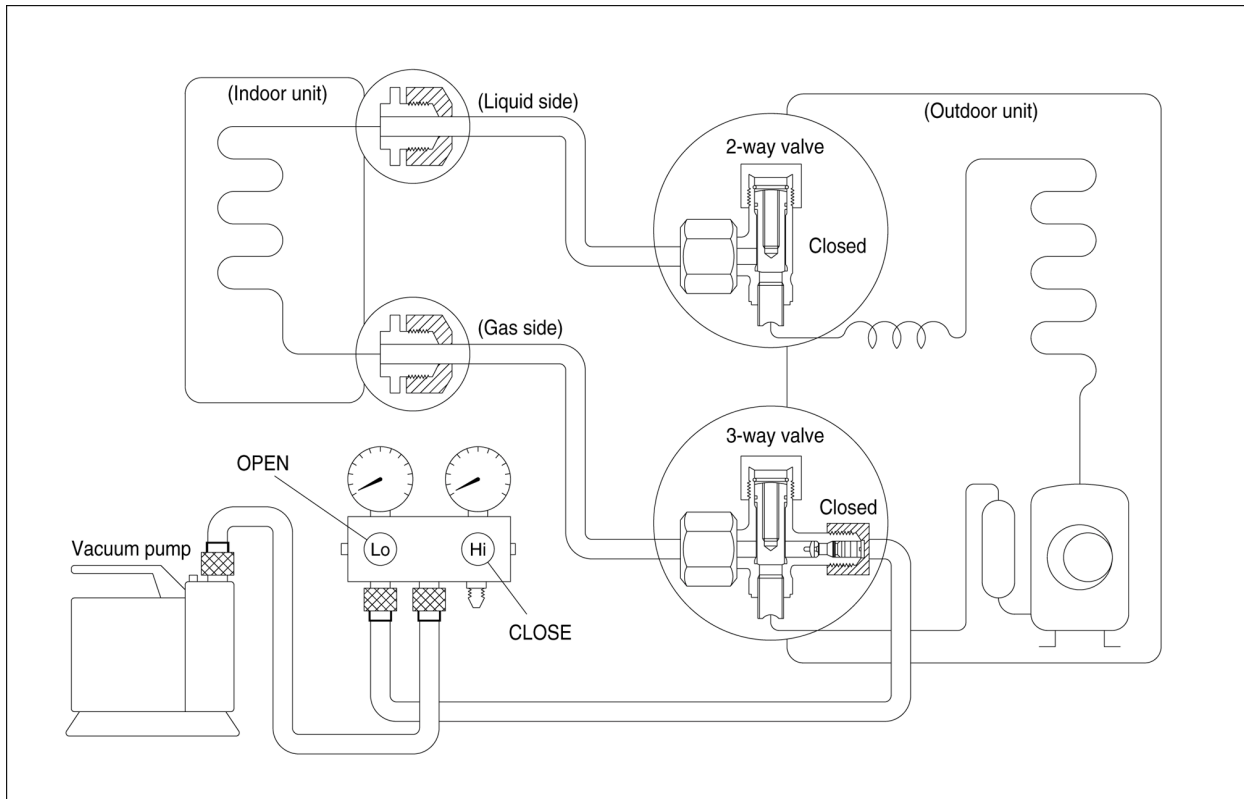 (Indoor unit)
(Liquid side)
(Outdoor unit)
2-way valve
Closed
(Gas side)
3-way valve
OPEN
Closed
Vacuum pump
Lo
Hi
CLOSE